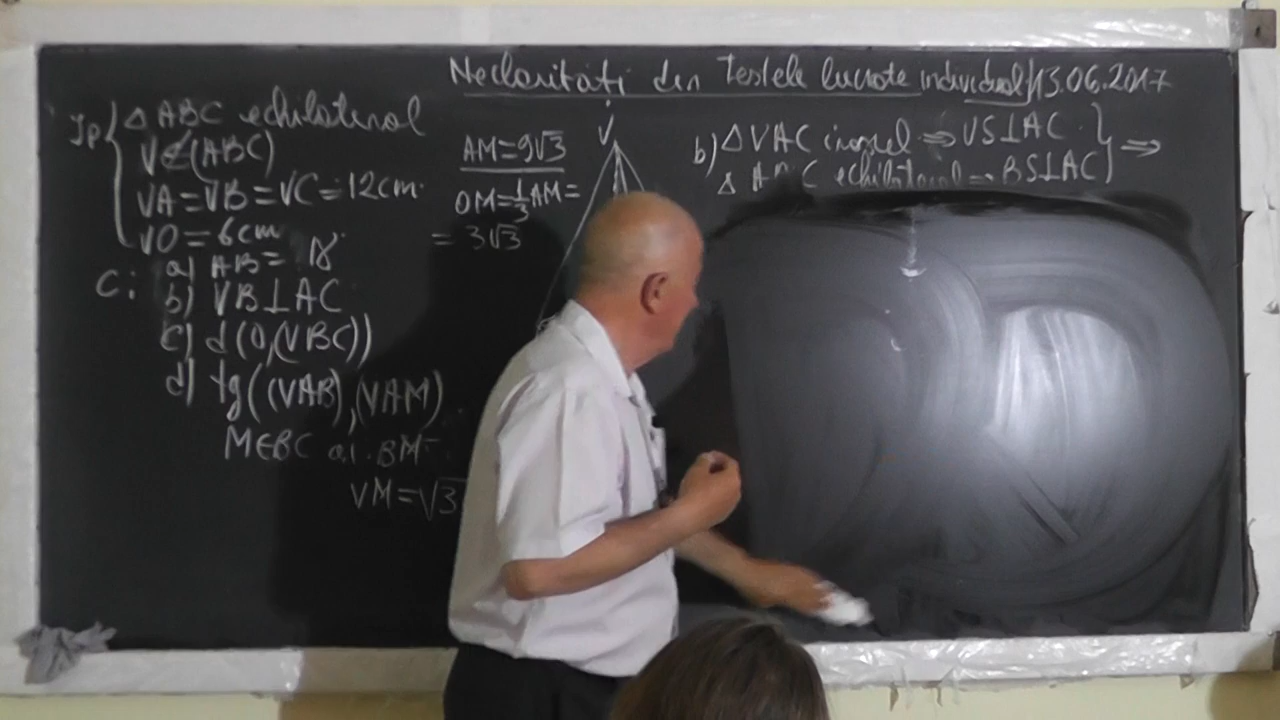 Neclarități din testele lucrate individual/13.06.2017
Ip { △ABC echilateral
V∉(ABC)
VA=VB=VC=12cm
VO=6cm
C: a) AB=18
b) VB⊥AC
c) d(O,(VBC))
d) tg((VAB),(VAM)
M∈BC a.î. BM=
VM=√3
AM=9√3
OM=1/3AM=
=3√3
V
b) △VAC isoscel ⇒ VS⊥AC } ⇒
△ABC echilateral ⇒ BS⊥AC